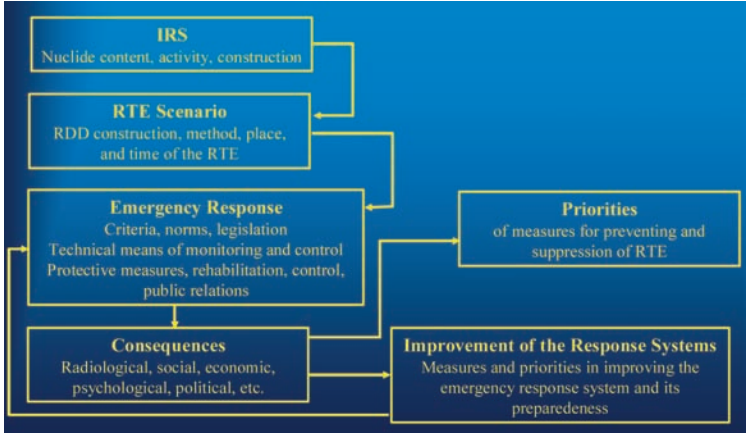 IRS
Nuclide content, activity, construction
RTE Scenario
RDD construction, method, place,
and time of the RTE
Emergency Response
Criteria, norms, legislation
Technical means of monitoring and control
Protective measures, rehabilitation, control,
public relations
Priorities
of measures for preventing and
suppression of RTE
Consequences
Radiological, social, economic,
psychological, political, etc.
Improvement of the Response Systems
Measures and priorities in improving the
emergency response system and its
preparedeness